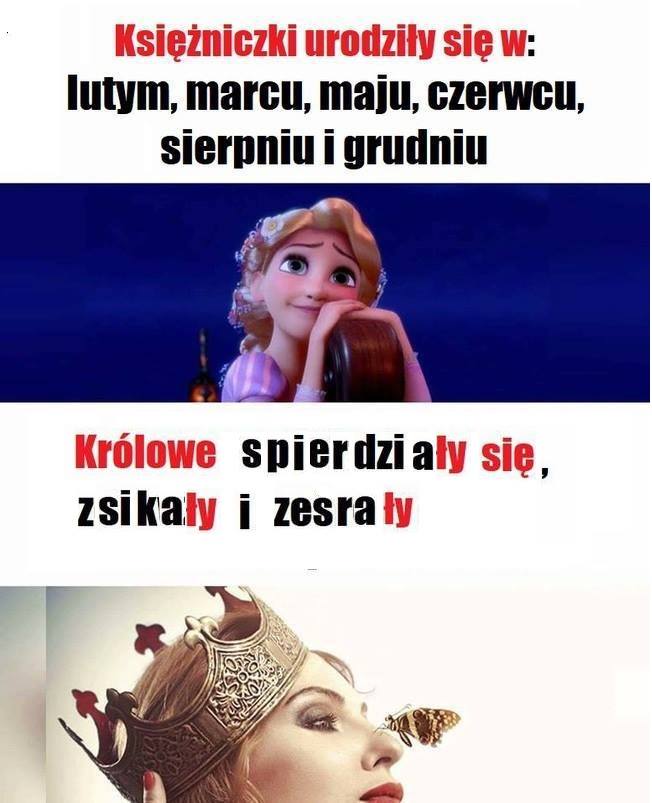 Księżniczki urodziły się w:
lutym, marcu, maju, czerwcu,
sierpniu i grudniu
Królowe spierdziały się,
zsikały i zesrały